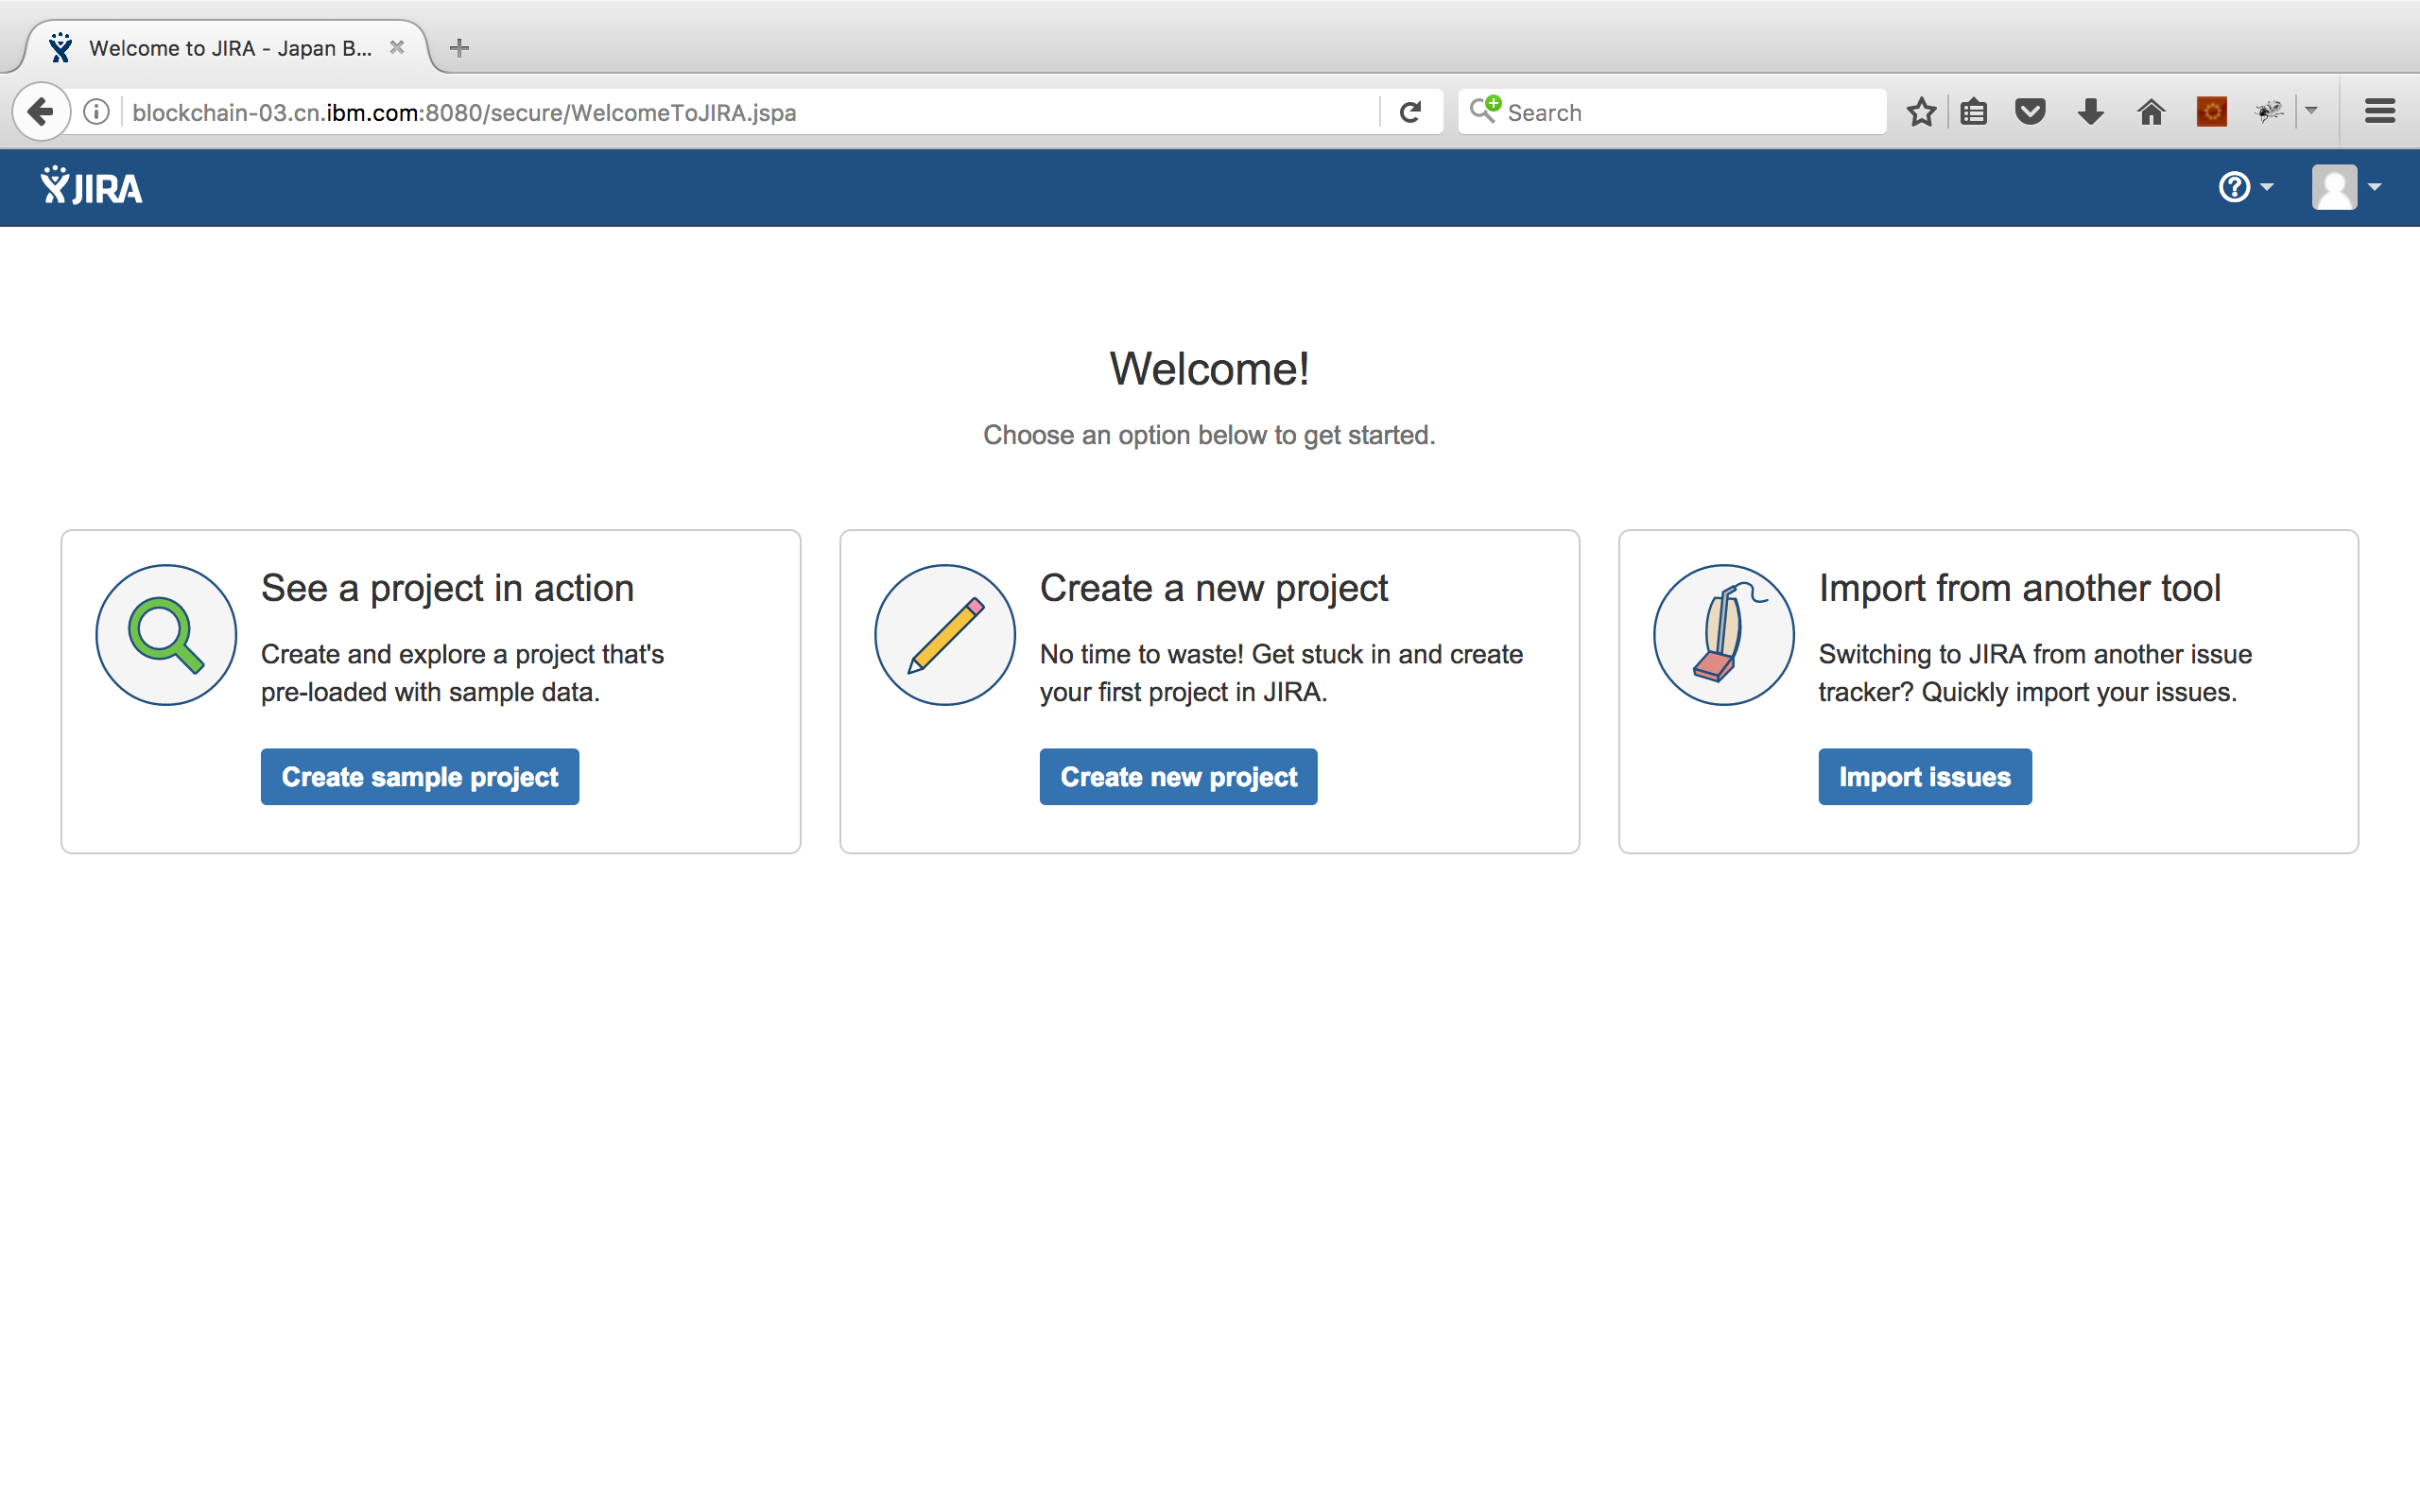 Welcome to JIRA - Japan B...
blockchain-03.cn.ibm.com:8080/secure/WelcomeToJIRA.jspa
Search
JIRA
Welcome!
Choose an option below to get started.
See a project in action
Create and explore a project that's
pre-loaded with sample data.
Create sample project
Create a new project
No time to waste! Get stuck in and create
your first project in JIRA.
Create new project
Import from another tool
Switching to JIRA from another issue
tracker? Quickly import your issues.
Import issues